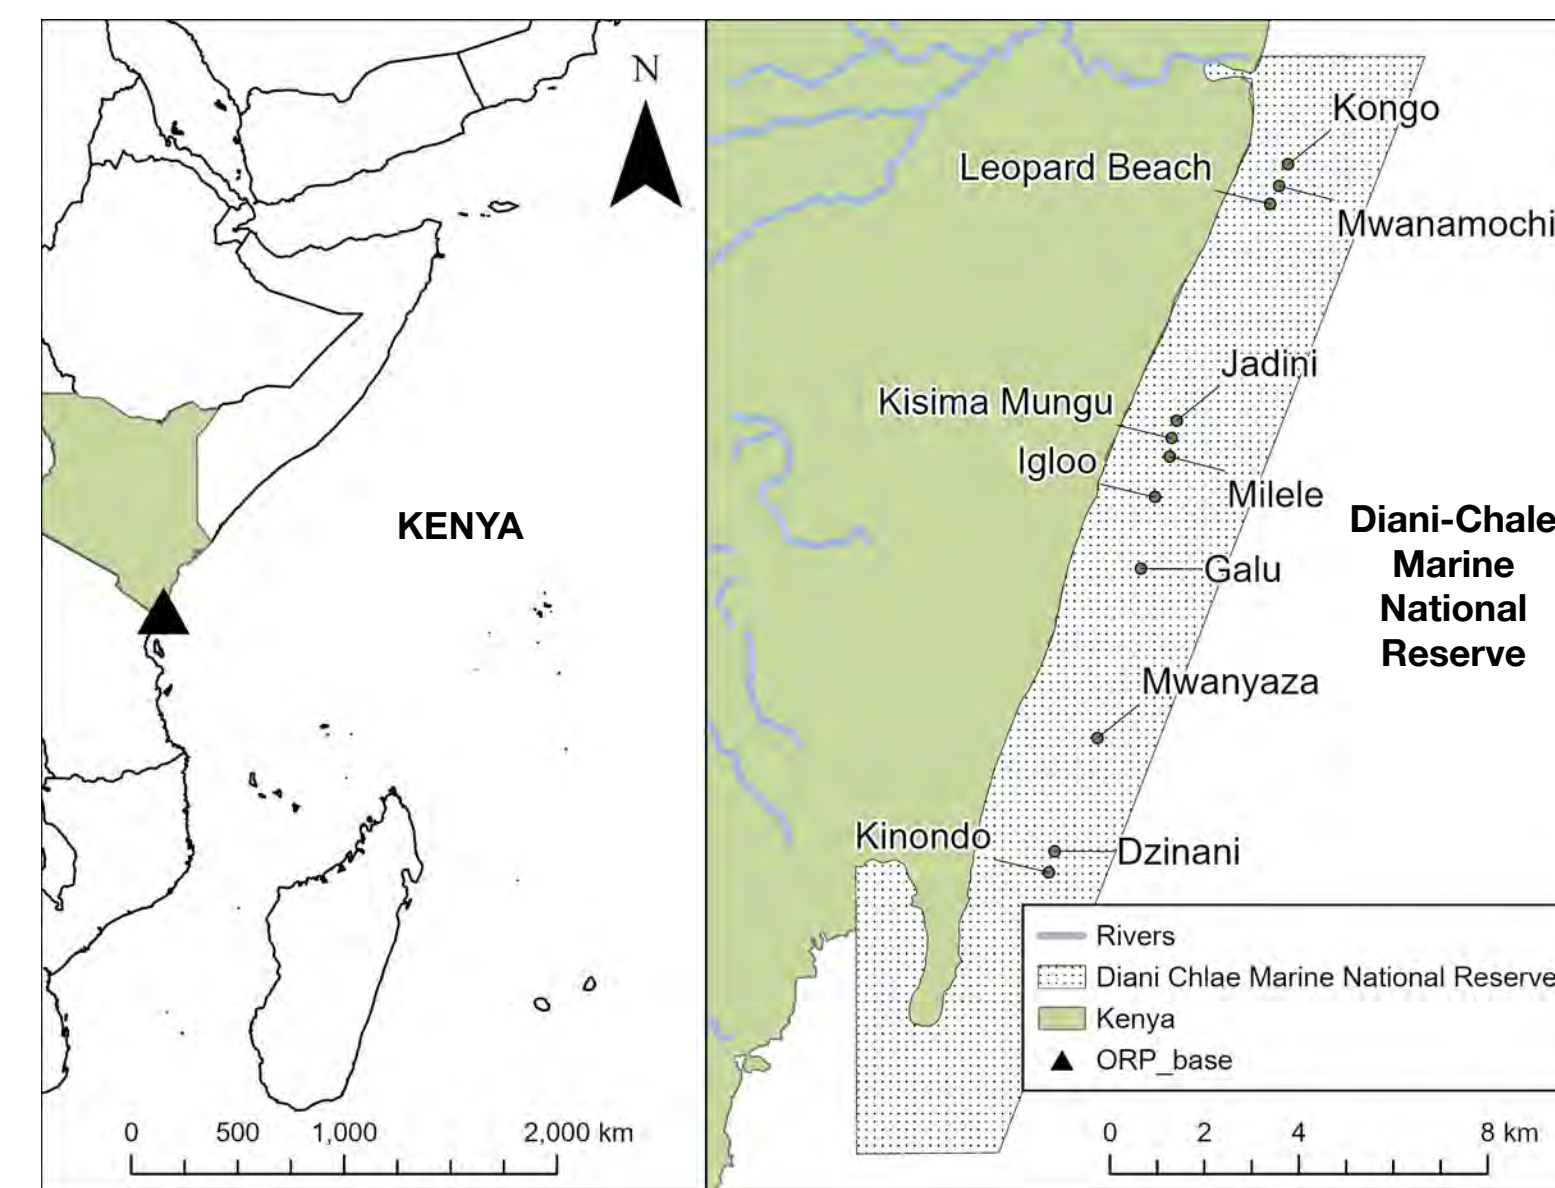 N
KENYA
0 500 1,000 2,000 km
Kongo
Leopard Beach
Mwanamochi
Jadini
Kisima Mungu
Igloo
Milele
Galu
Diani-Chale
Marine
National
Reserve
Mwanyaza
Kinondo
Dzinani
Rivers
Diani Chlae Marine National Reserve
Kenya
ORP_base
0 2 4 8 km